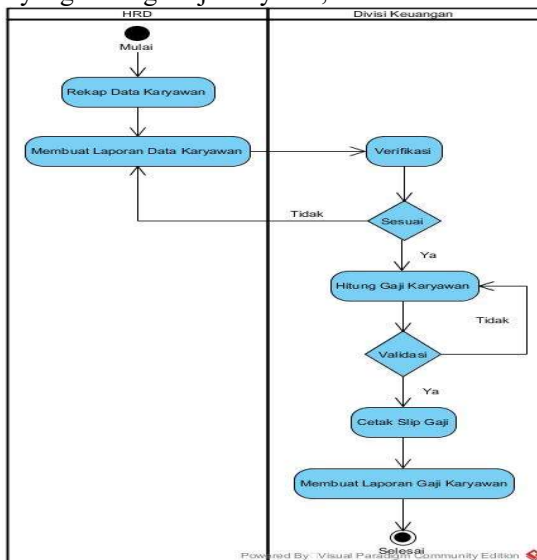 HRD
Divisi Keuangan
Mulai
Rekap Data Karyawan
Membuat Laporan Data Karyawan
Verifikasi
Tidak
Sesuai
Ya
Hitung Gaji Karyawan
Tidak
Validasi
Ya
Cetak Slip Gaji
Membuat Laporan Gaji Karyawan
Selesai
Powered By Visual Paradigm Community Edition